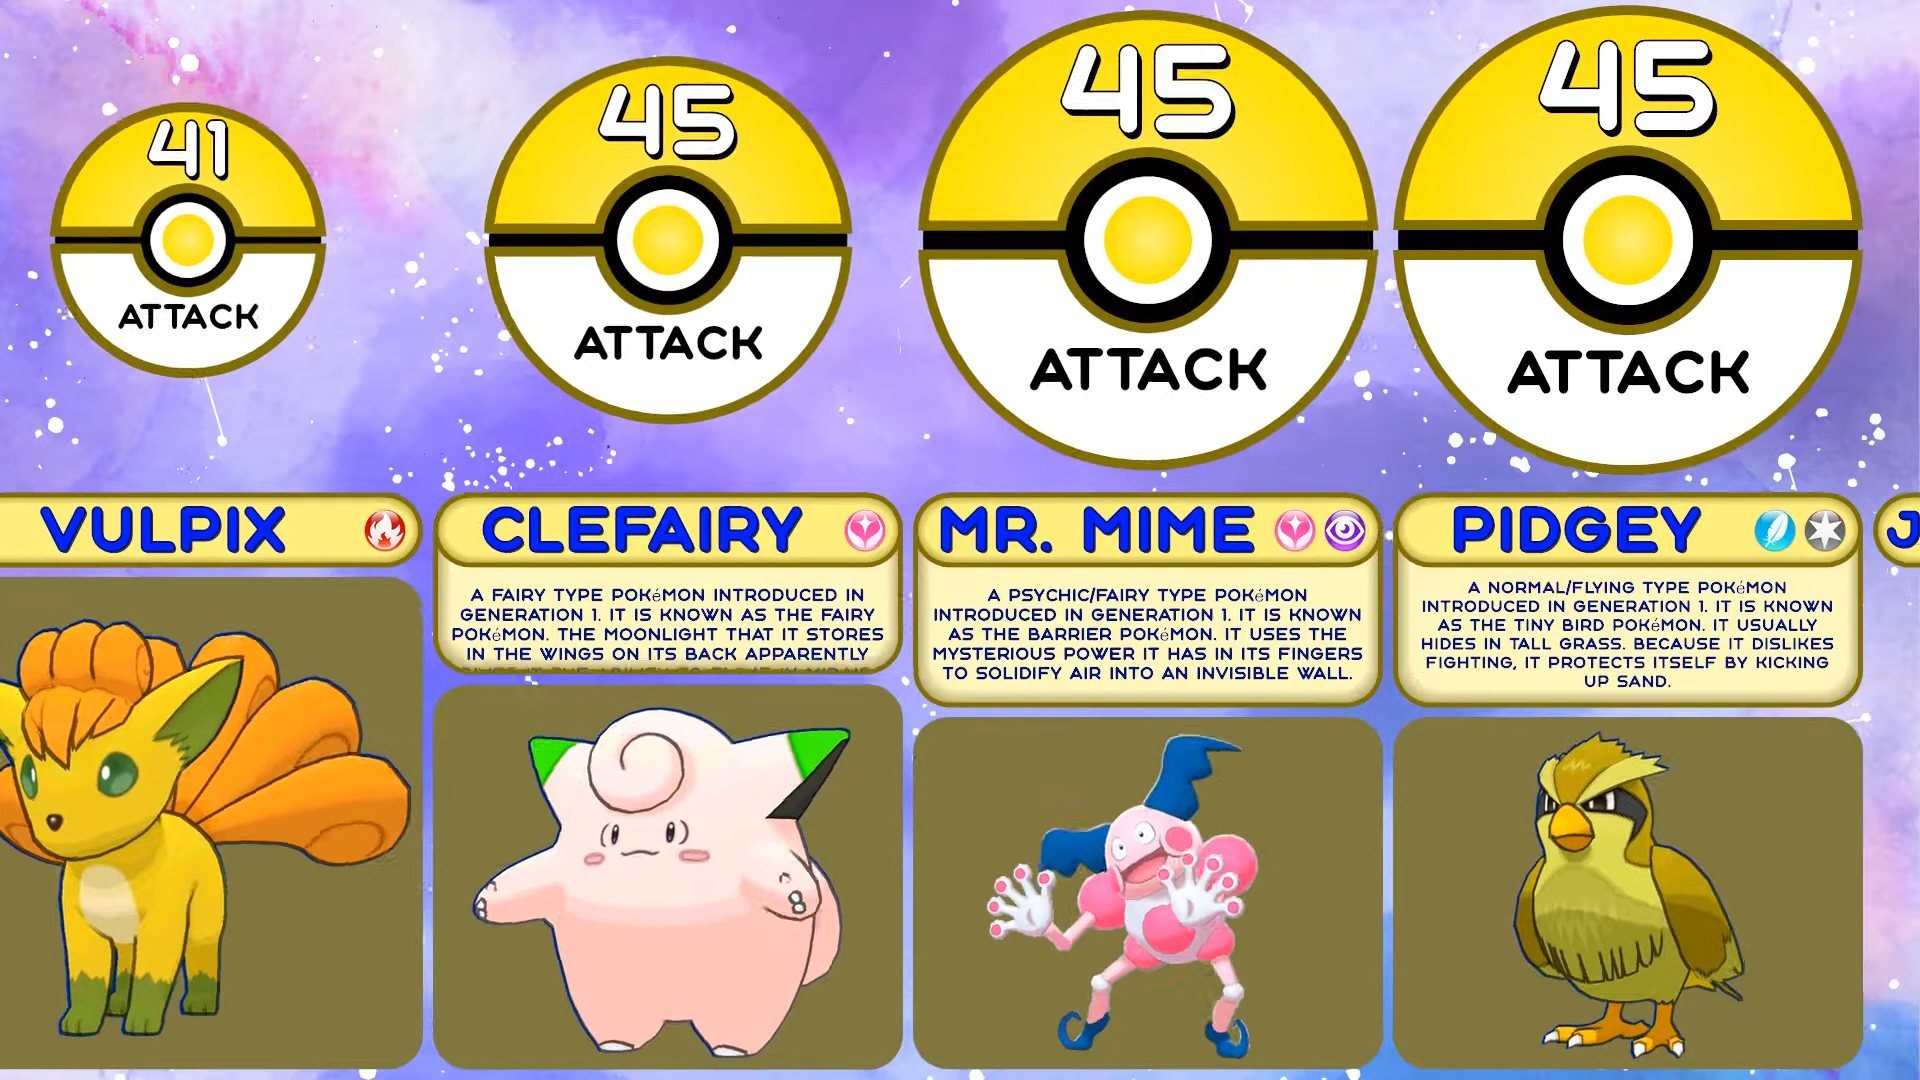 41
ATTACK
45
ATTACK
45
ATTACK
45
ATTACK
VULPIX
CLEFAIRY
A FAIRY TYPE POKéMON INTRODUCED IN
GENERATION 1. IT IS KNOWN AS THE FAIRY
POKéMON. THE MOONLIGHT THAT IT STORES
IN THE WINGS ON ITS BACK APPARENTLY
MR. MIME
A PSYCHIC/FAIRY TYPE POKéMON
INTRODUCED IN GENERATION 1. IT IS KNOWN
AS THE BARRIER POKéMON. IT USES THE
MYSTERIOUS POWER IT HAS IN ITS FINGERS
TO SOLIDIFY AIR INTO AN INVISIBLE WALL.
PIDGEY
A NORMAL/FLYING TYPE POKéMON
INTRODUCED IN GENERATION 1. IT IS KNOWN
AS THE TINY BIRD POKéMON. IT USUALLY
HIDES IN TALL GRASS. BECAUSE IT DISLIKES
FIGHTING, IT PROTECTS ITSELF BY KICKING
UP SAND.
J